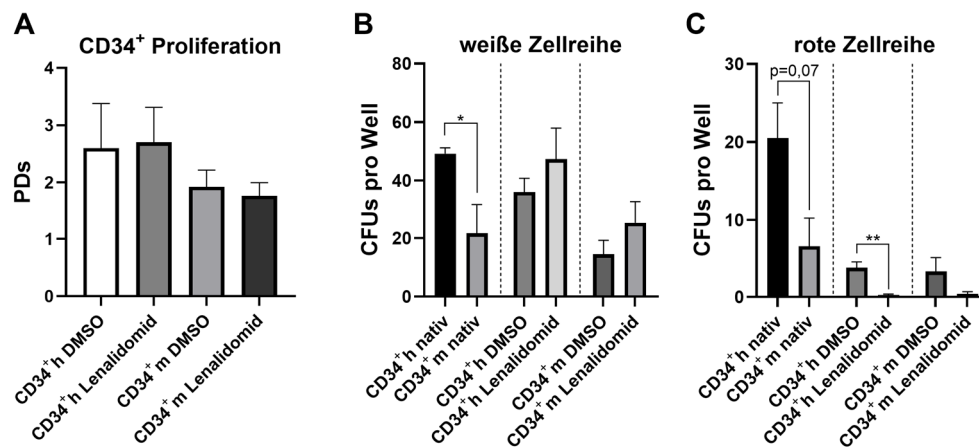 A
CD34⁺ Proliferation
PDs
4
3
2
1
0
CD34⁺h DMSO
CD34⁺h Lenalidomid
CD34⁺m DMSO
CD34⁺m Lenalidomid
B
weiße Zellreihe
CFUs pro Well
80
60
40
20
0
*
CD34⁺h nativ
CD34⁺m nativ
CD34⁺h DMSO
CD34⁺h Lenalidomid
CD34⁺m DMSO
CD34⁺m Lenalidomid
C
rote Zellreihe
CFUs pro Well
30
20
10
0
p=0,07
**
CD34⁺h nativ
CD34⁺m nativ
CD34⁺h DMSO
CD34⁺h Lenalidomid
CD34⁺m DMSO
CD34⁺m Lenalidomid